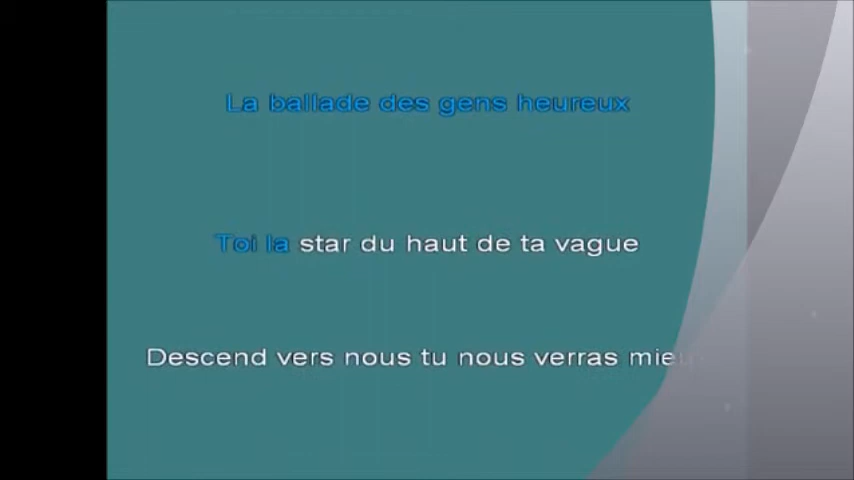 La ballade des gens heureux
Toi la star du haut de ta vague
Descend vers nous tu nous verras mieux